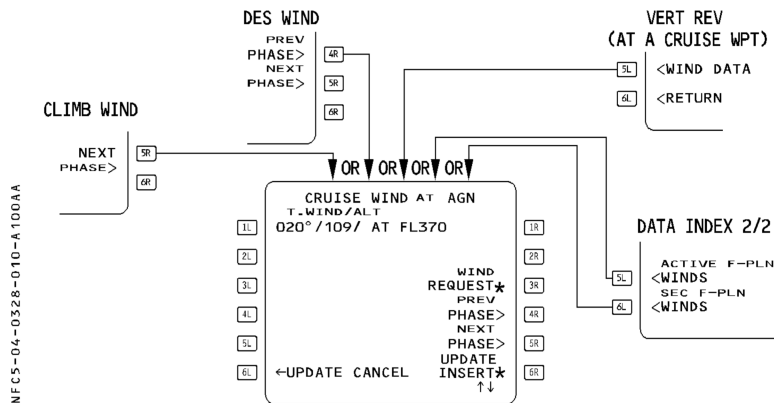 DES WIND
PREV
PHASE> 4R
NEXT
PHASE> 5R
6R
VERT REV
(AT A CRUISE WPT)
5L <WIND DATA
6L <RETURN
CLIMB WIND
NEXT 5R
PHASE>
6R
OR OR OR OR
CRUISE WIND AT AGN
T.WIND/ALT
1L 020°/109/ AT FL370 1R
2L 2R
WIND
3L REQUEST* 3R
PREV
4L PHASE> 4R
NEXT
5L PHASE> 5R
UPDATE
6L ←UPDATE CANCEL INSERT* 6R
↑↓
DATA INDEX 2/2
ACTIVE F-PLN
5L <WINDS
SEC F-PLN
6L <WINDS
NFC5-04-0328-010-A100AA